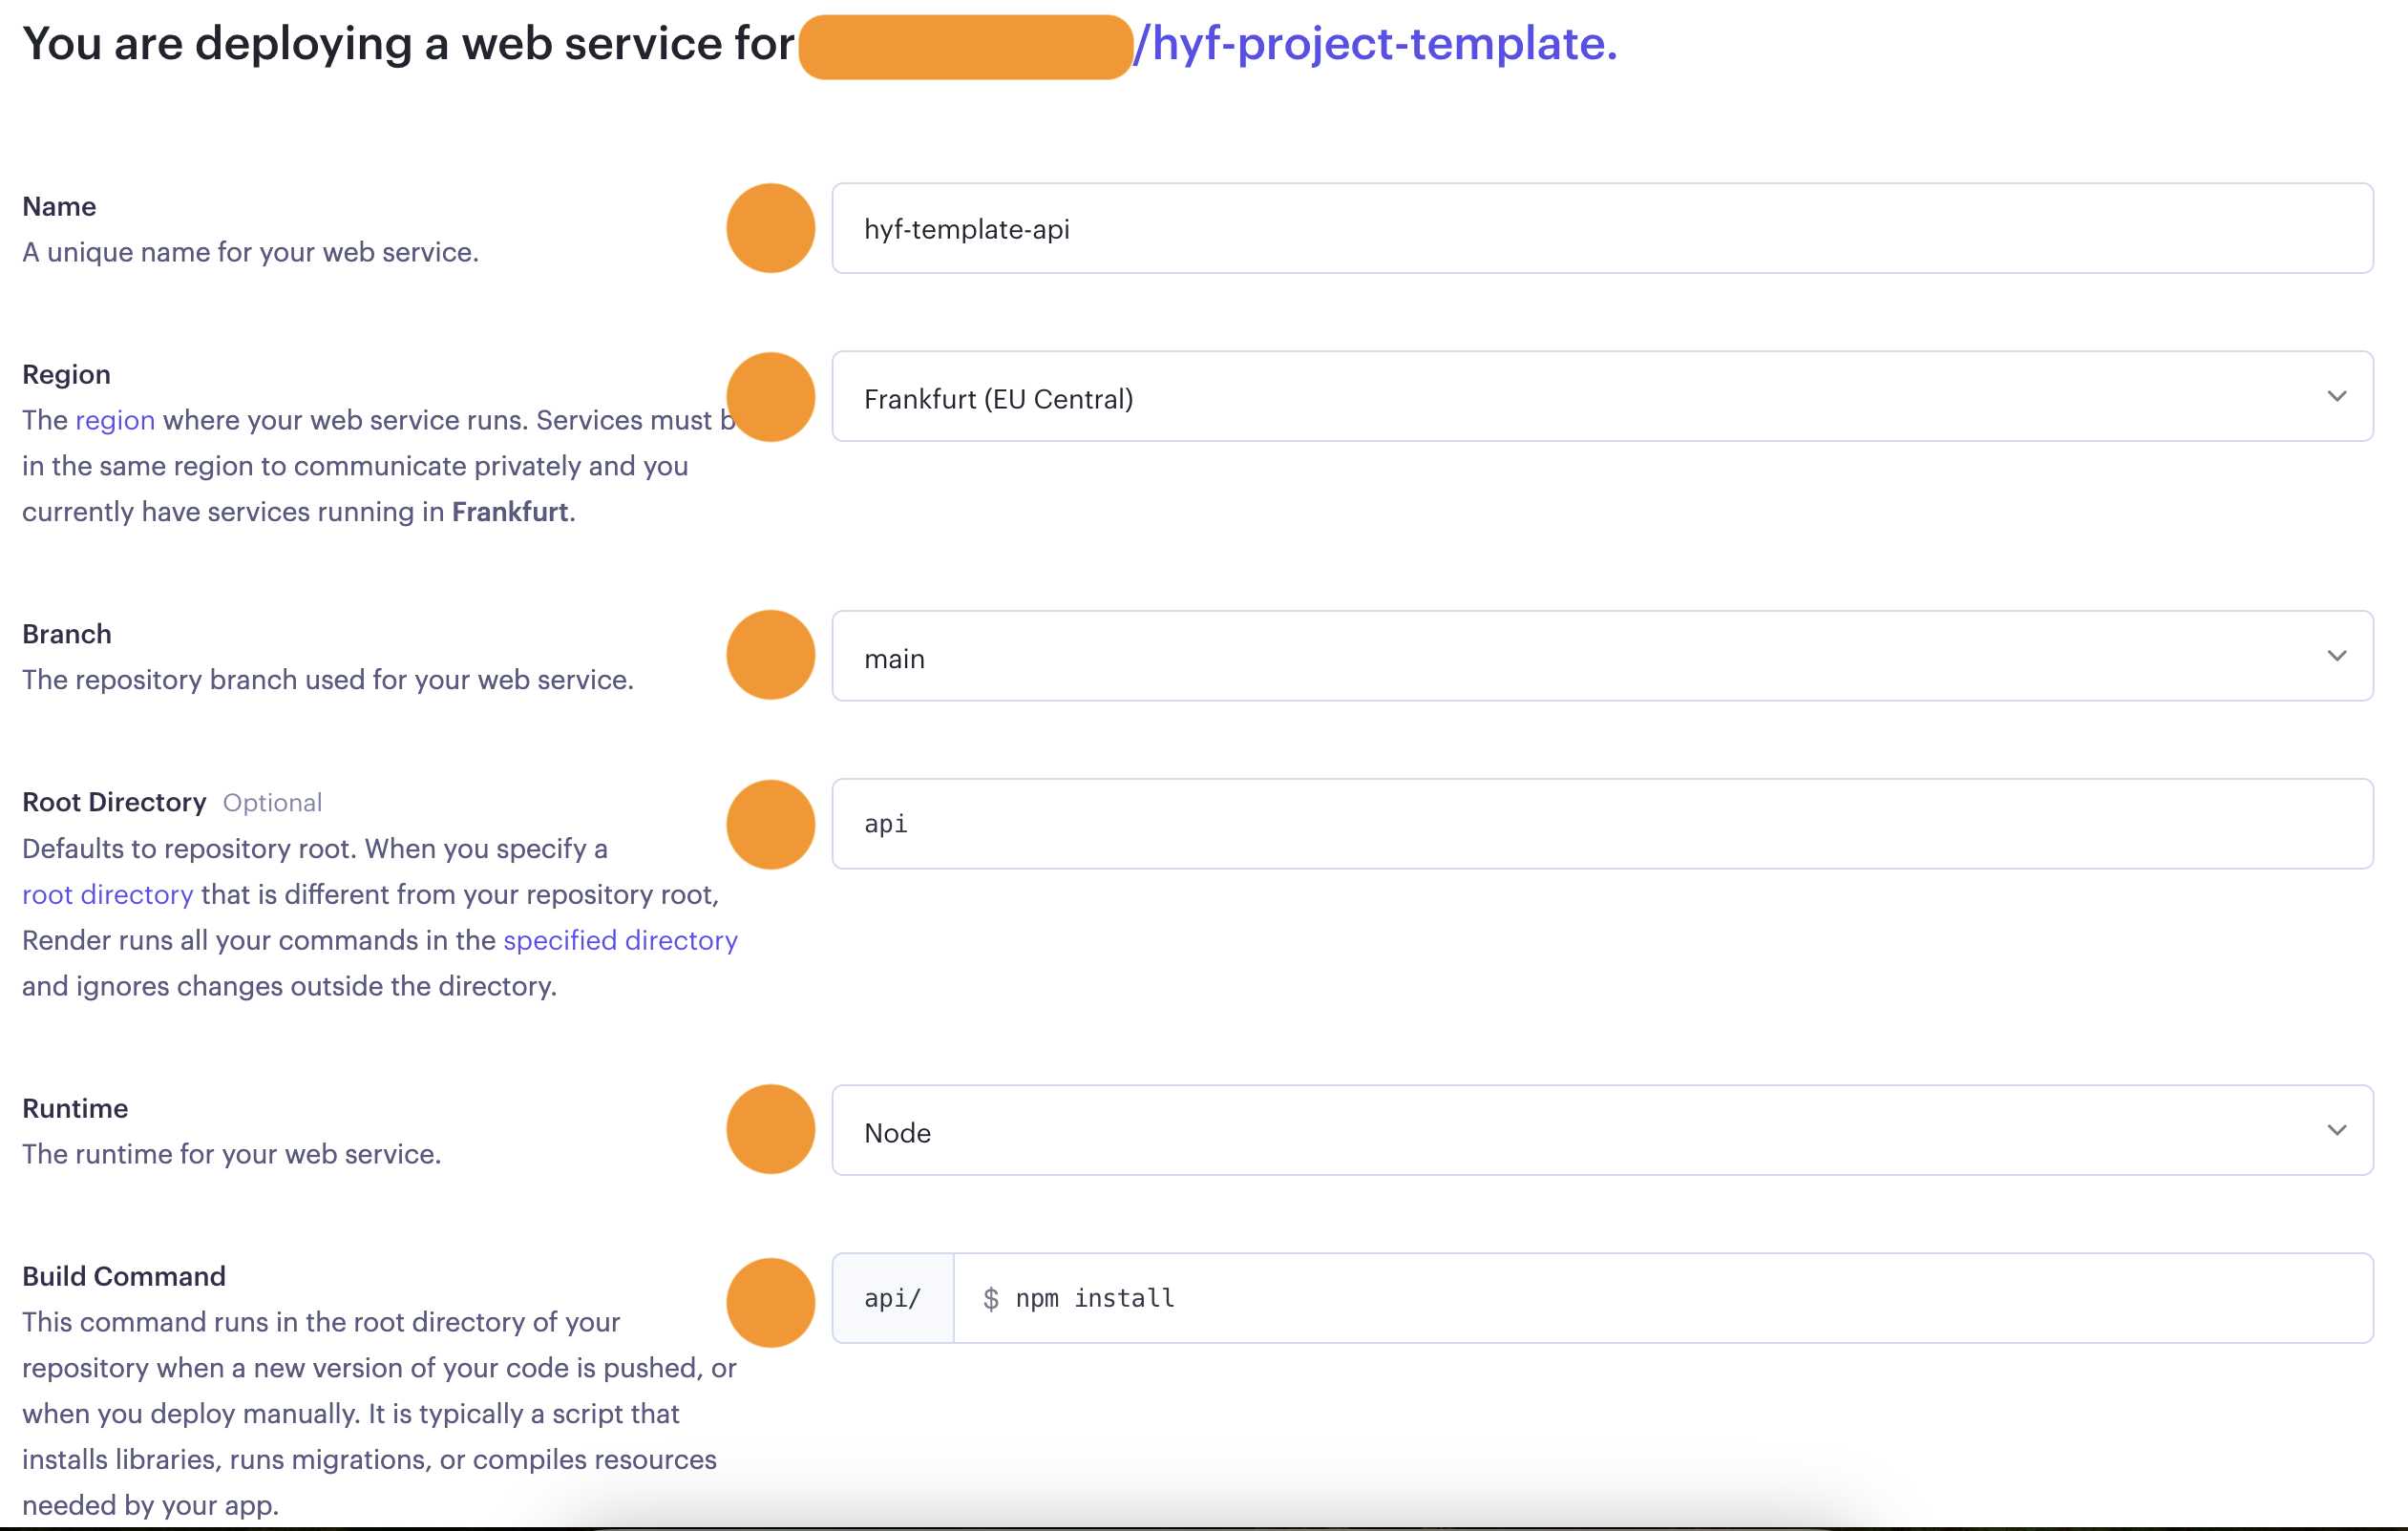 You are deploying a web service for /hyf-project-template.
Name
A unique name for your web service.
hyf-template-api
Region
The region where your web service runs. Services must
in the same region to communicate privately and you
currently have services running in Frankfurt.
Frankfurt (EU Central)
Branch
The repository branch used for your web service.
main
Root Directory Optional
Defaults to repository root. When you specify a
root directory that is different from your repository root,
Render runs all your commands in the specified directory
and ignores changes outside the directory.
api
Runtime
The runtime for your web service.
Node
Build Command
This command runs in the root directory of your
repository when a new version of your code is pushed, or
when you deploy manually. It is typically a script that
installs libraries, runs migrations, or compiles resources
needed by your app.
api/ $ npm install